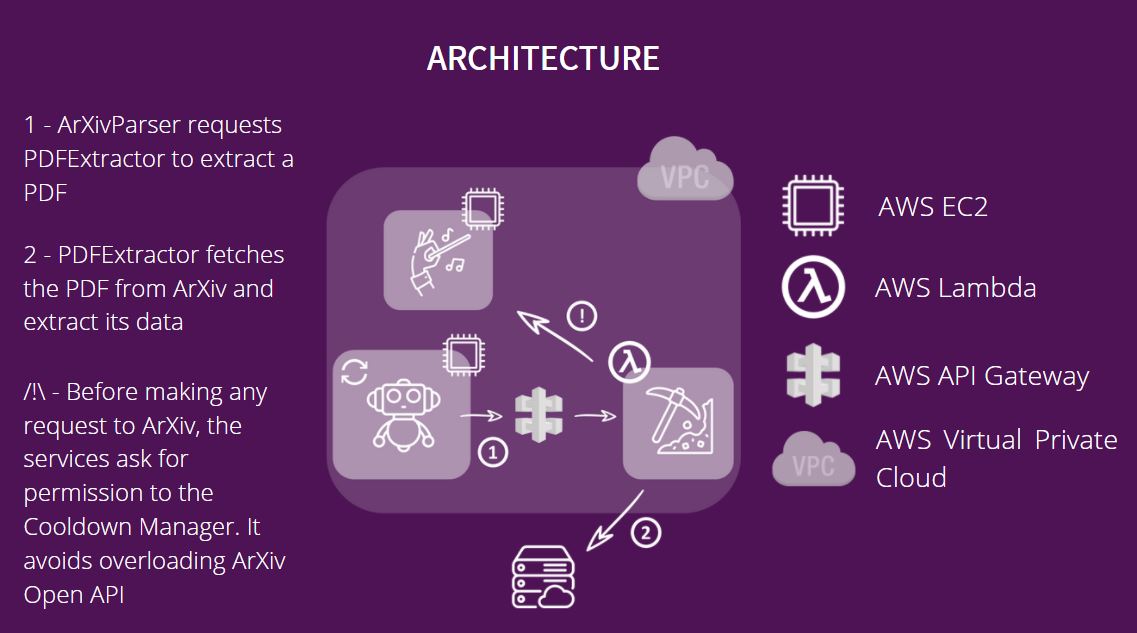 ARCHITECTURE
1 - ArXivParser requests
PDFExtractor to extract a
PDF
2 - PDFExtractor fetches
the PDF from ArXiv and
extract its data
/!\ - Before making any
request to ArXiv, the
services ask for
permission to the
Cooldown Manager. It
avoids overloading ArXiv
Open API
VPC
!
λ
1
2
AWS EC2
λ
AWS Lambda
AWS API Gateway
VPC
AWS Virtual Private
Cloud